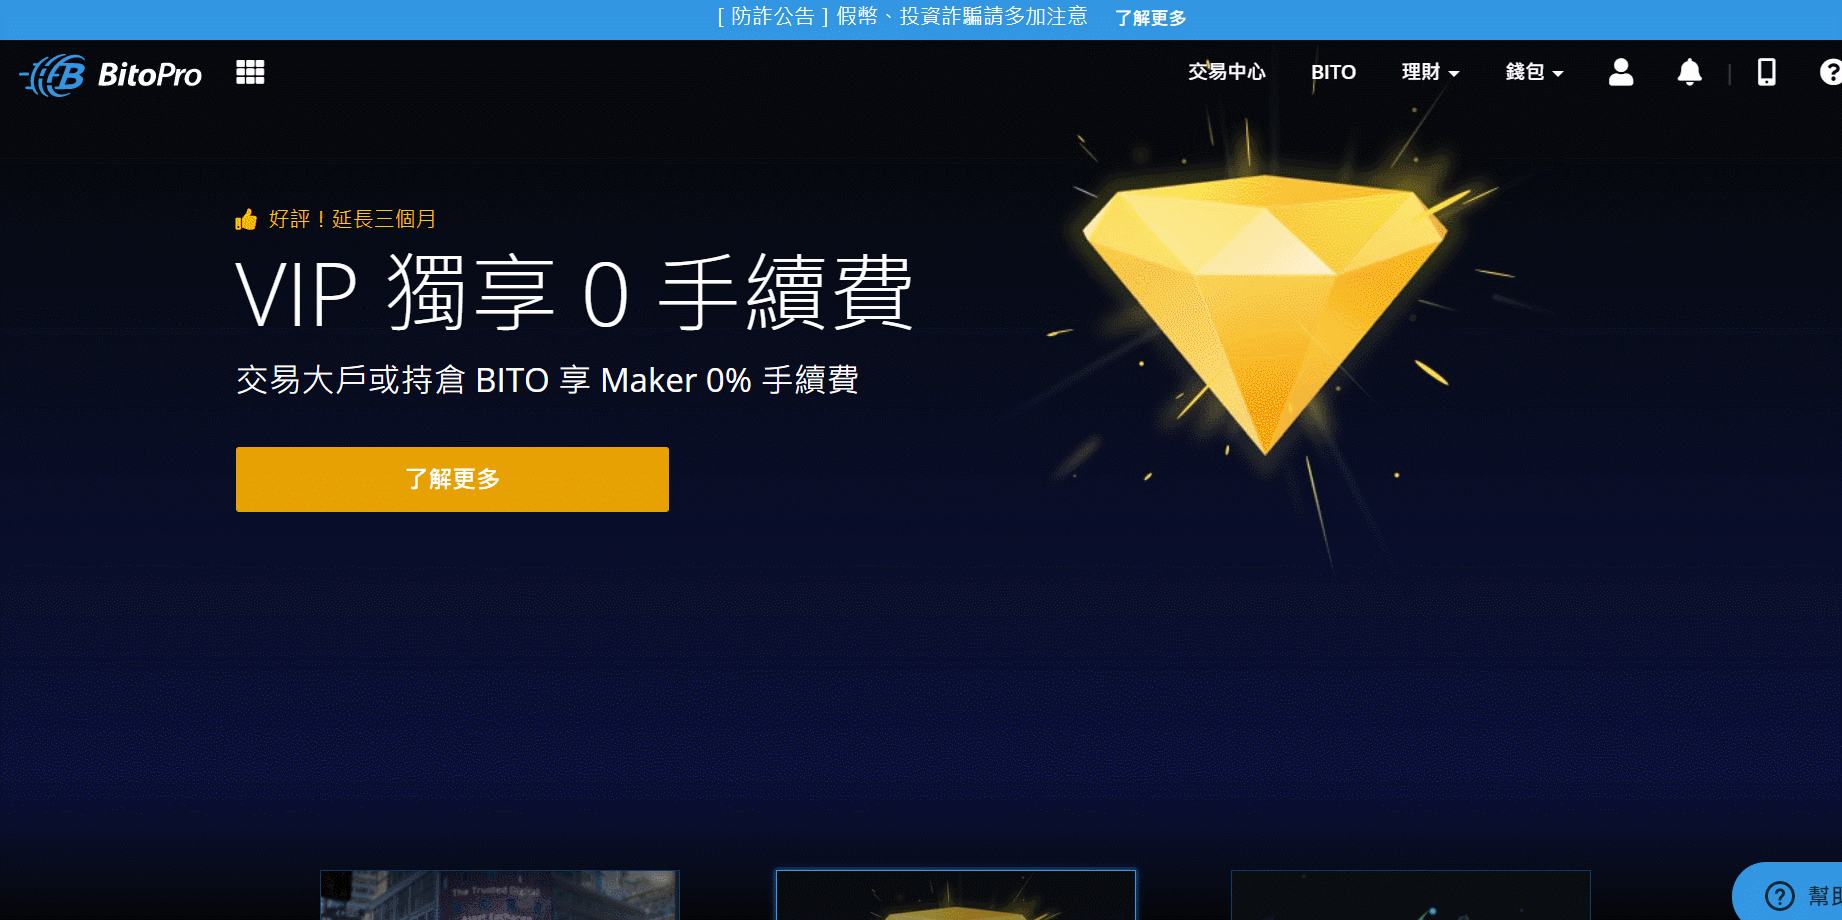 [ 防詐公告 ] 假幣、投資詐騙請多加注意 了解更多
BitoPro 交易中心 BITO 理財 錢包
好評！延長三個月
VIP 獨享 0 手續費
交易大戶或持倉 BITO 享 Maker 0% 手續費
了解更多
The Trusted Digital